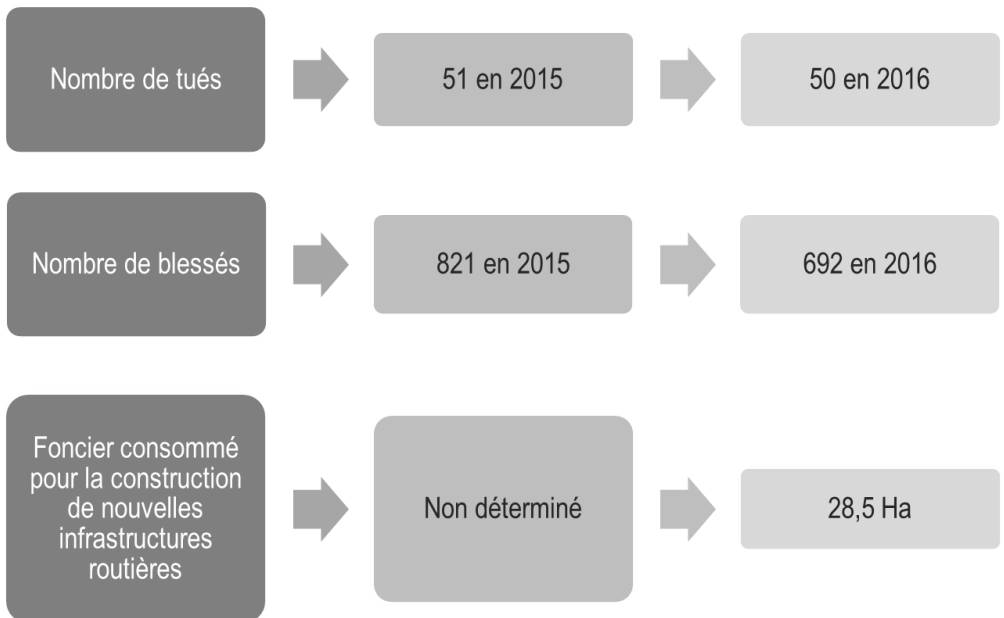 Nombre de tués
51 en 2015
50 en 2016
Nombre de blessés
821 en 2015
692 en 2016
Foncier consommé
pour la construction
de nouvelles
infrastructures
routières
Non déterminé
28,5 Ha